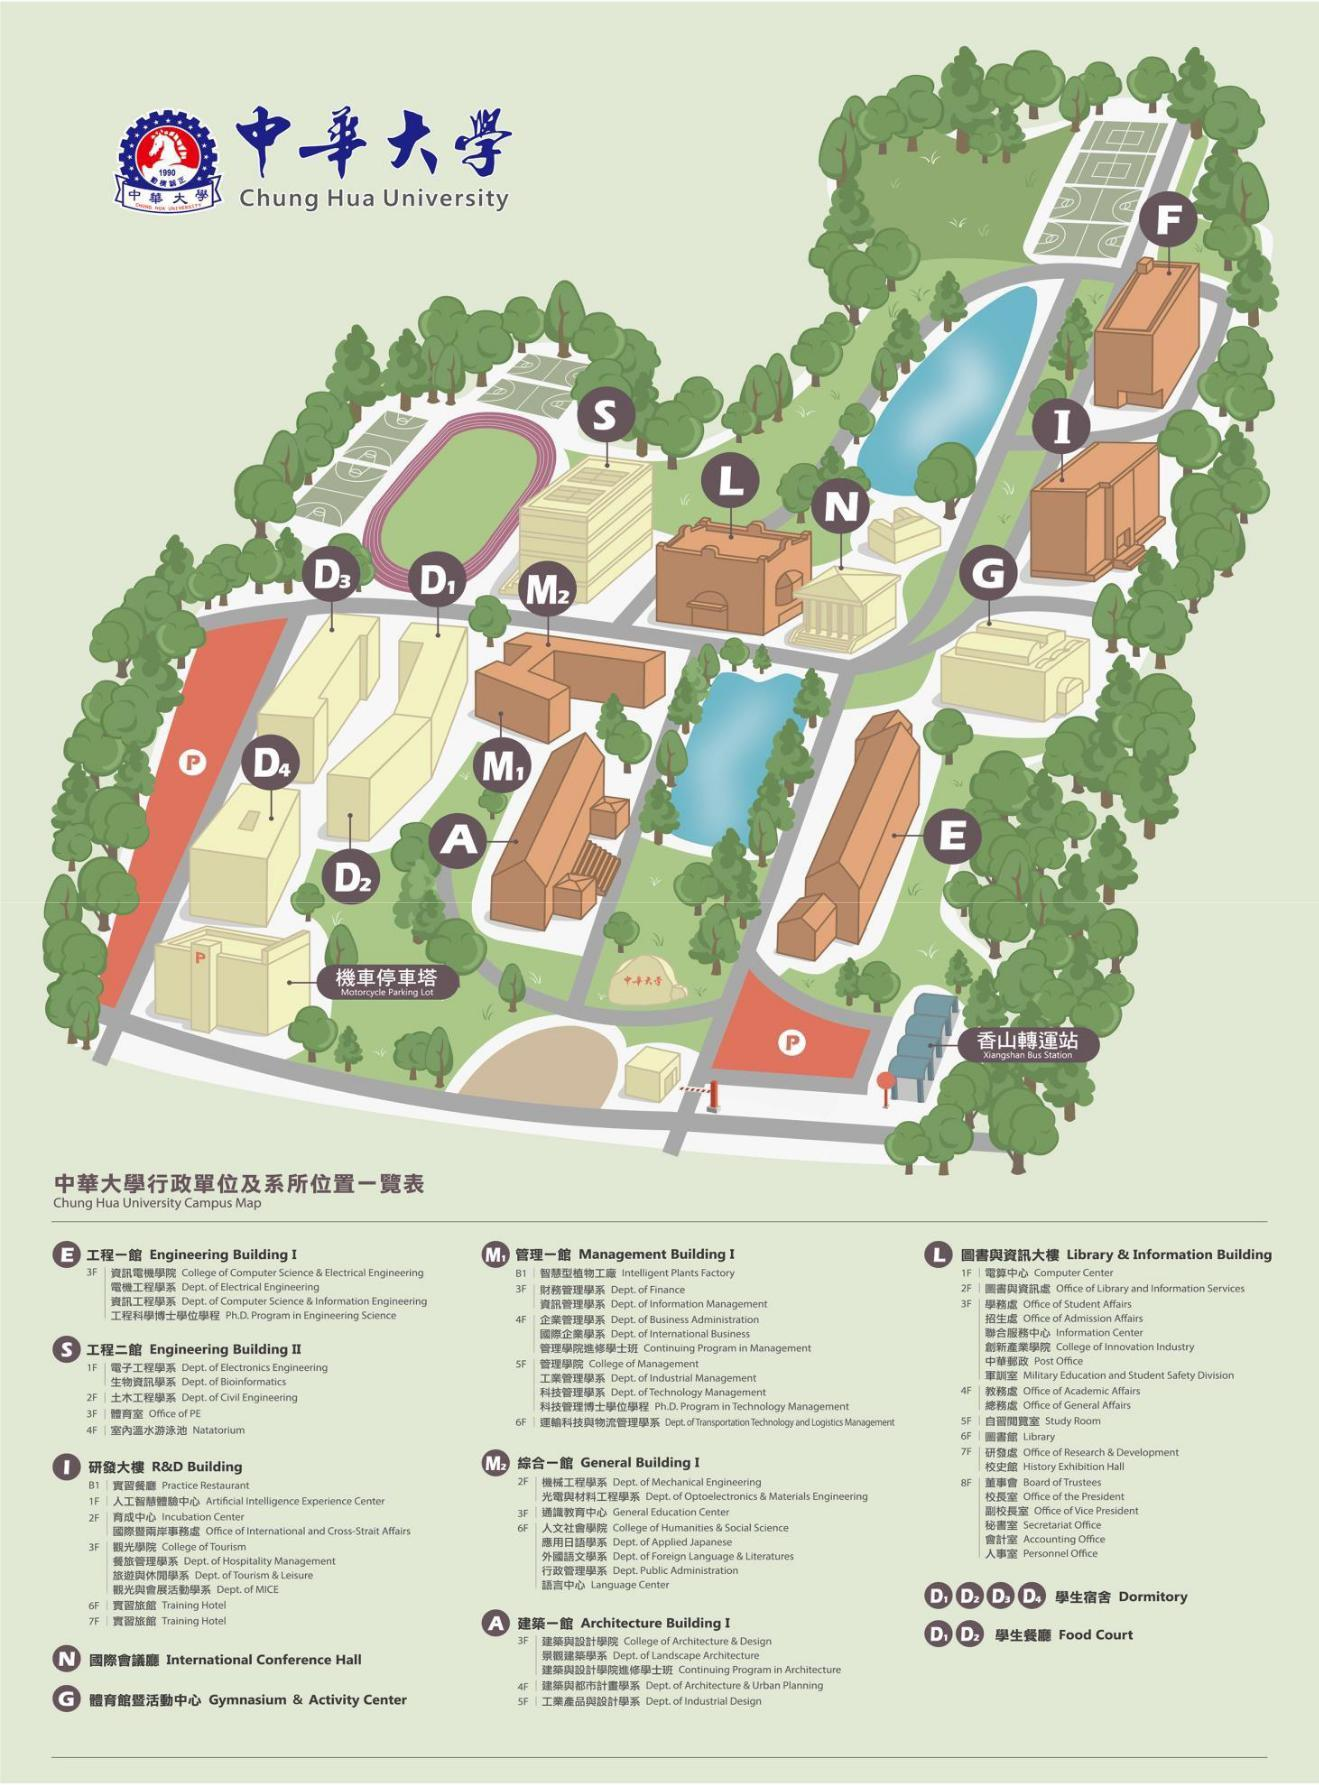 中華大學
Chung Hua University
1990
中華大學
CHUNG HUA UNIVERSITY
F
S
I
L
N
D3
D1
M2
G
P
D4
M1
A
E
D2
P
機車停車塔
Motorcycle Parking Lot
中華大學
P
香山轉運站
Xiangshan Bus Station
中華大學行政單位及系所位置一覽表
Chung Hua University Campus Map
E 工程一館 Engineering Building I
3F 資訊電機學院 College of Computer Science & Electrical Engineering
電機工程學系 Dept. of Electrical Engineering
資訊工程學系 Dept. of Computer Science & Information Engineering
工程科學博士學位學程 Ph.D. Program in Engineering Science
S 工程二館 Engineering Building II
1F 電子工程學系 Dept. of Electronics Engineering
生物資訊學系 Dept. of Bioinformatics
2F 土木工程學系 Dept. of Civil Engineering
3F 體育室 Office of PE
4F 室內溫水游泳池 Natatorium
I 研發大樓 R&D Building
B1 實習餐廳 Practice Restaurant
1F 人工智慧體驗中心 Artificial Intelligence Experience Center
2F 育成中心 Incubation Center
國際暨兩岸事務處 Office of International and Cross-Strait Affairs
3F 觀光學院 College of Tourism
餐旅管理學系 Dept. of Hospitality Management
旅遊與休閒學系 Dept. of Tourism & Leisure
觀光與會展活動學系 Dept. of MICE
6F 實習旅館 Training Hotel
7F 實習旅館 Training Hotel
N 國際會議廳 International Conference Hall
G 體育館暨活動中心 Gymnasium & Activity Center
M1 管理一館 Management Building I
B1 智慧型植物工廠 Intelligent Plants Factory
3F 財務管理學系 Dept. of Finance
資訊管理學系 Dept. of Information Management
4F 企業管理學系 Dept. of Business Administration
國際企業學系 Dept. of International Business
管理學院進修學士班 Continuing Program in Management
5F 管理學院 College of Management
工業管理學系 Dept. of Industrial Management
科技管理學系 Dept. of Technology Management
科技管理博士學位學程 Ph.D. Program in Technology Management
6F 運輸科技與物流管理學系 Dept. of Transportation Technology and Logistics Management
M2 綜合一館 General Building I
2F 機械工程學系 Dept. of Mechanical Engineering
光電與材料工程學系 Dept. of Optoelectronics & Materials Engineering
3F 通識教育中心 General Education Center
6F 人文社會學院 College of Humanities & Social Science
應用日語學系 Dept. of Applied Japanese
外國語文學系 Dept. of Foreign Language & Literatures
行政管理學系 Dept. Public Administration
語言中心 Language Center
A 建築一館 Architecture Building I
3F 建築與設計學院 College of Architecture & Design
景觀建築學系 Dept. of Landscape Architecture
建築與設計學院進修學士班 Continuing Program in Architecture
4F 建築與都市計畫學系 Dept. of Architecture & Urban Planning
5F 工業產品與設計學系 Dept. of Industrial Design
L 圖書與資訊大樓 Library & Information Building
1F 電算中心 Computer Center
2F 圖書與資訊處 Office of Library and Information Services
3F 學務處 Office of Student Affairs
招生處 Office of Admission Affairs
聯合服務中心 Information Center
創新產業學院 College of Innovation Industry
中華郵政 Post Office
軍訓室 Military Education and Student Safety Division
4F 教務處 Office of Academic Affairs
總務處 Office of General Affairs
5F 自習閱覽室 Study Room
6F 圖書館 Library
7F 研發處 Office of Research & Development
校史館 History Exhibition Hall
8F 董事會 Board of Trustees
校長室 Office of the President
副校長室 Office of Vice President
秘書室 Secretariat Office
會計室 Accounting Office
人事室 Personnel Office
D1 D2 D3 D4 學生宿舍 Dormitory
D1 D2 學生餐廳 Food Court